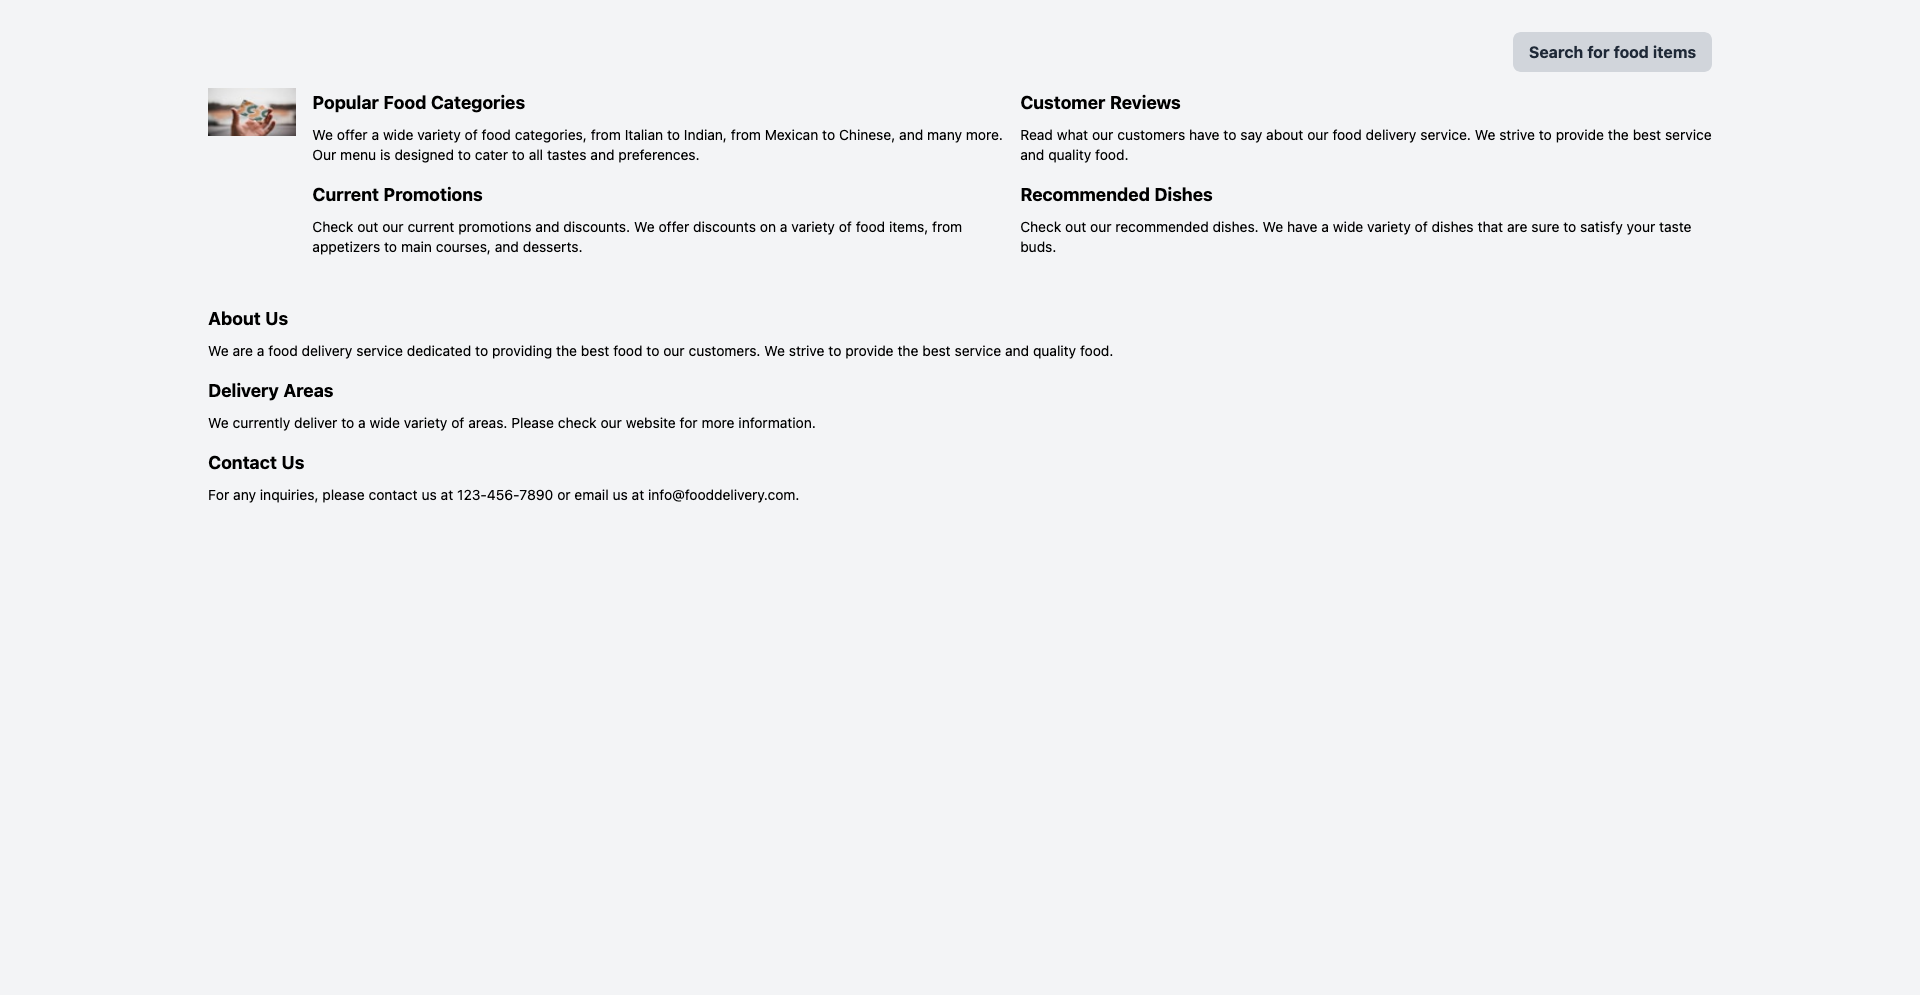 Search for food items
Popular Food Categories
We offer a wide variety of food categories, from Italian to Indian, from Mexican to Chinese, and many more.
Our menu is designed to cater to all tastes and preferences.
Customer Reviews
Read what our customers have to say about our food delivery service. We strive to provide the best service
and quality food.
Current Promotions
Check out our current promotions and discounts. We offer discounts on a variety of food items, from
appetizers to main courses, and desserts.
Recommended Dishes
Check out our recommended dishes. We have a wide variety of dishes that are sure to satisfy your taste
buds.
About Us
We are a food delivery service dedicated to providing the best food to our customers. We strive to provide the best service and quality food.
Delivery Areas
We currently deliver to a wide variety of areas. Please check our website for more information.
Contact Us
For any inquiries, please contact us at 123-456-7890 or email us at info@fooddelivery.com.